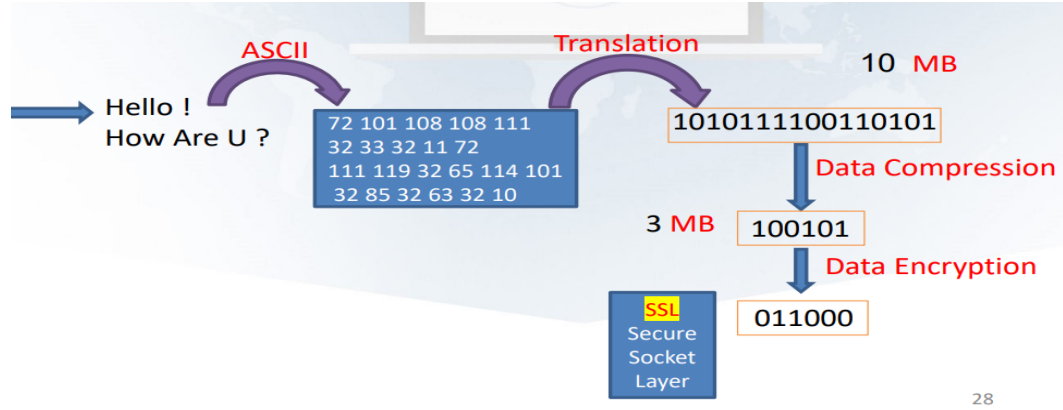 ASCII
Translation
10 MB
Hello !
How Are U ?
72 101 108 108 111
32 33 32 11 72
111 119 32 65 114 101
32 85 32 63 32 10
1010111100110101
Data Compression
3 MB
100101
Data Encryption
SSL
Secure
Socket
Layer
011000
28